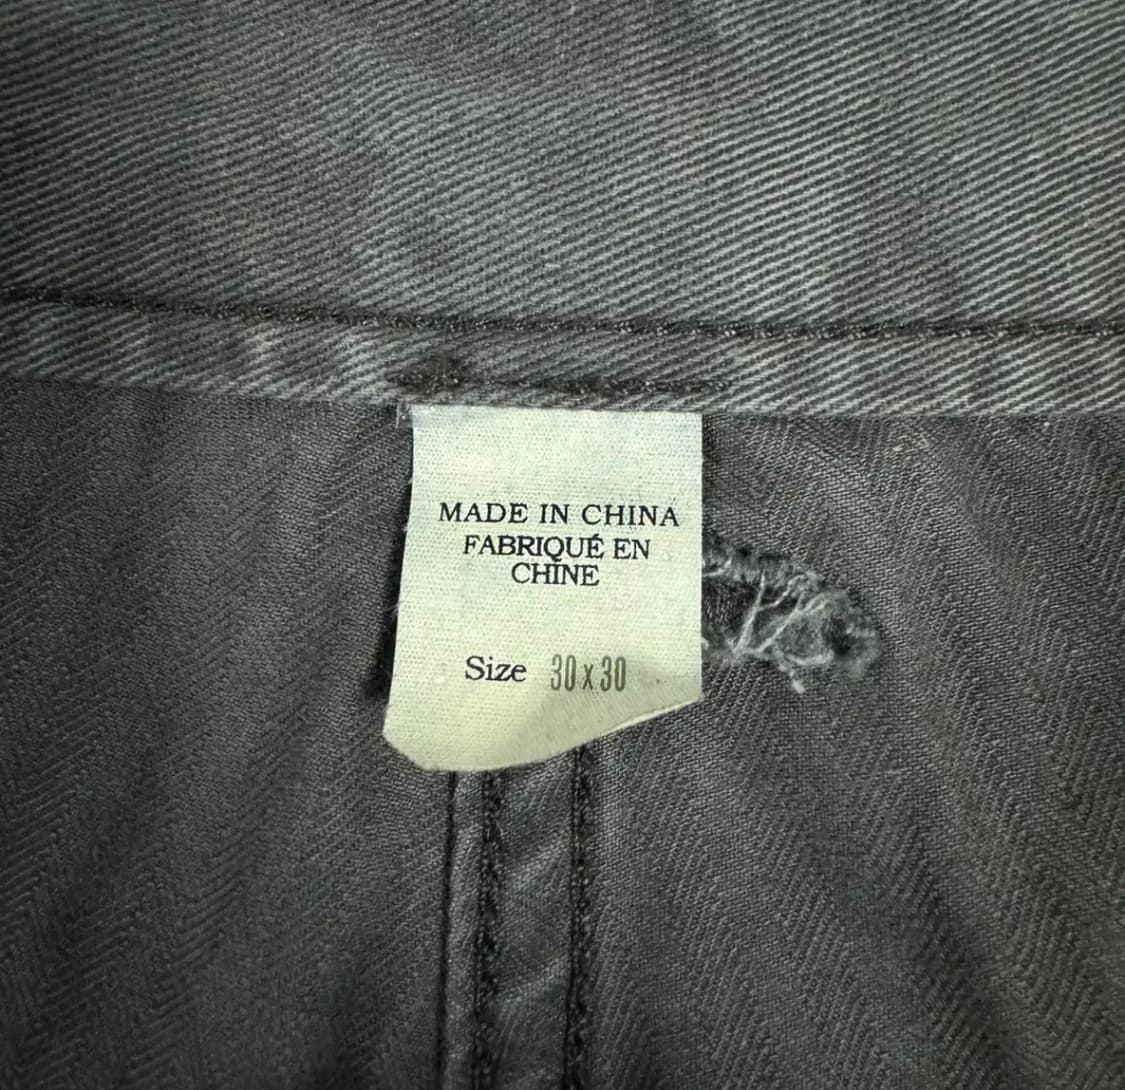 MADE IN CHINA
FABRIQUÉ EN
CHINE
Size 30 x 30